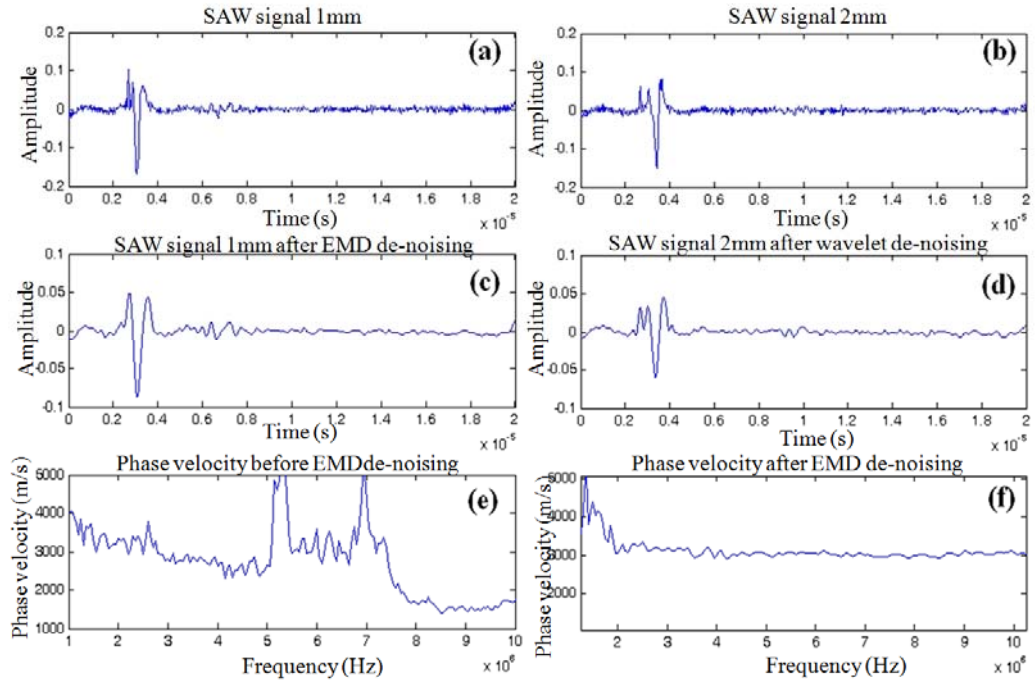 SAW signal 1mm
(a)
Amplitude
0.2
0.1
0
-0.1
-0.2
0 0.2 0.4 0.6 0.8 1 1.2 1.4 1.6 1.8 2
Time (s)
× 10⁻⁵
SAW signal 2mm
(b)
Amplitude
0.2
0.1
0
-0.1
0.2
0 0.2 0.4 0.6 0.8 1 1.2 1.4 1.6 1.8 2
Time (s)
× 10⁻⁵
SAW signal 1mm after EMD de-noising
(c)
Amplitude
0.1
0.05
0
-0.05
-0.1
0 0.2 0.4 0.6 0.8 1 1.2 1.4 1.6 1.8 2
Time (s)
× 10⁻⁵
SAW signal 2mm after wavelet de-noising
(d)
Amplitude
0.1
0.05
0
-0.05
0.1
0 0.2 0.4 0.6 0.8 1 1.2 1.4 1.6 1.8 2
Time (s)
× 10⁻⁵
Phase velocity before EMDde-noising
(e)
Phase velocity (m/s)
6000
5000
4000
3000
2000
1000
1 2 3 4 5 6 7 8 9 10
Frequency (Hz)
× 10⁶
Phase velocity after EMD de-noising
(f)
Phase velocity (m/s)
5000
4000
3000
2000
2 3 4 5 6 7 8 9 10
Frequency (Hz)
× 10⁶